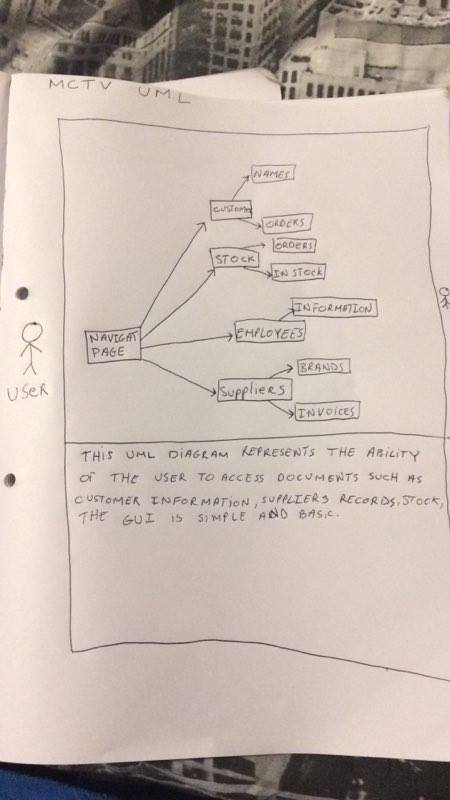 MCTV UML
NAMES
CUSTOME
ORDERS
ORDERS
STOCK
IN STOCK
INFORMATION
NAVIGAT
PAGE
EMPLOYEES
USER
BRANDS
SUPPLIERS
INVOICES
THIS UML DIAGRAM REPRESENTS THE ABILITY
OF THE USER TO ACCESS DOCUMENTS SUCH AS
CUSTOMER INFORMATION, SUPPLIERS RECORDS, STOCK,
THE GUI IS SIMPLE AND BASIC.